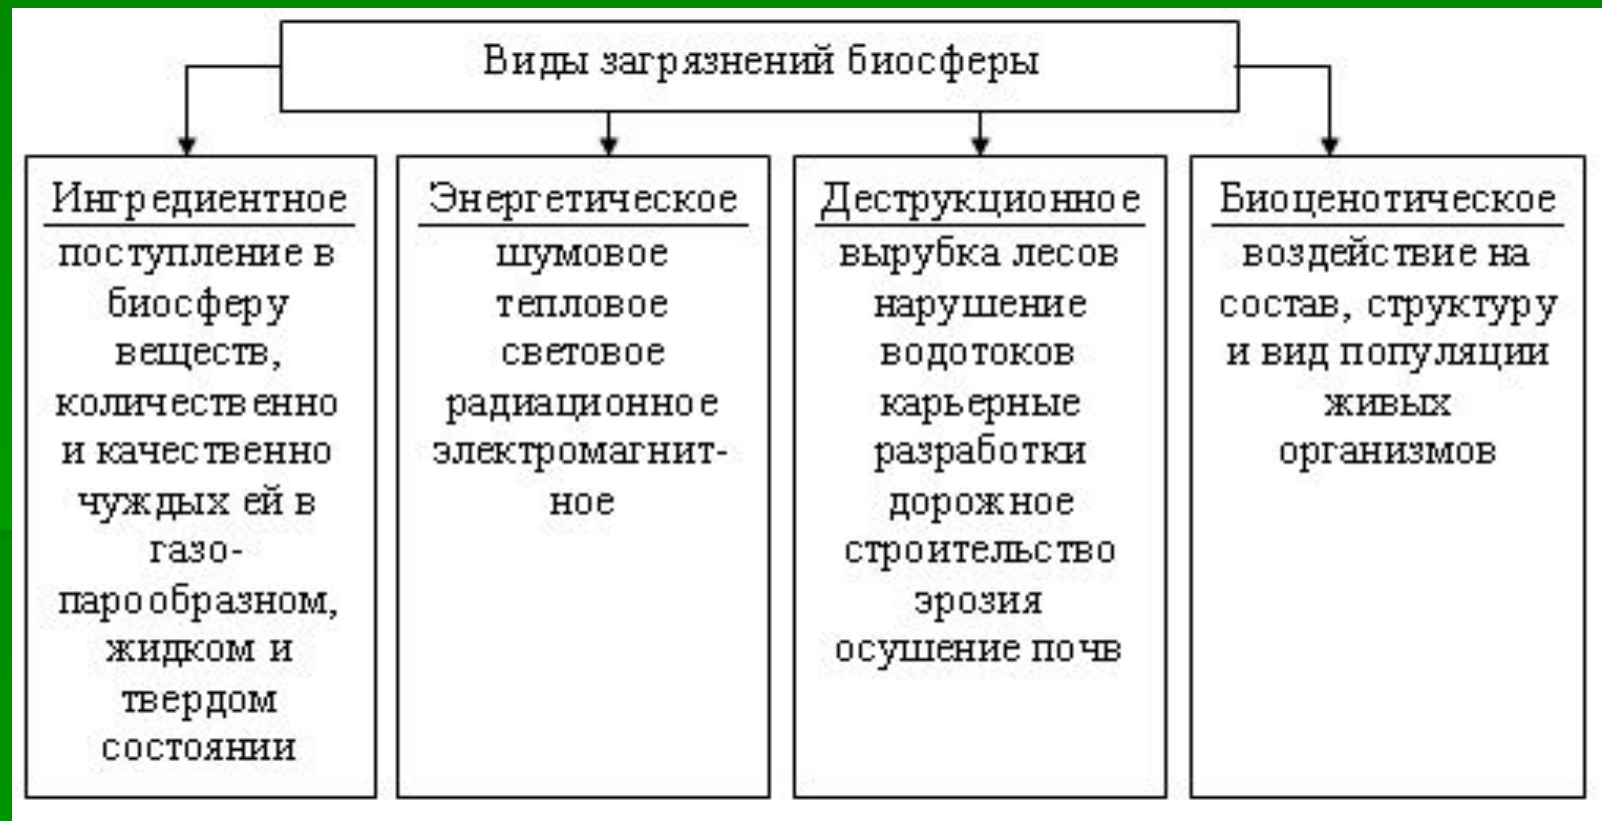 Виды загрязнений биосферы
Ингредиентное
поступление в
биосферу
веществ,
количественно
и качественно
чуждых ей в
газо-
парообразном,
жидком и
твердом
состоянии
Энергетическое
шумовое
тепловое
световое
радиационное
электромагнит-
ное
Деструкционное
вырубка лесов
нарушение
водотоков
карьерные
разработки
дорожное
строительство
эрозия
осушение почв
Биоценотическое
воздействие на
состав, структуру
и вид популяции
живых
организмов